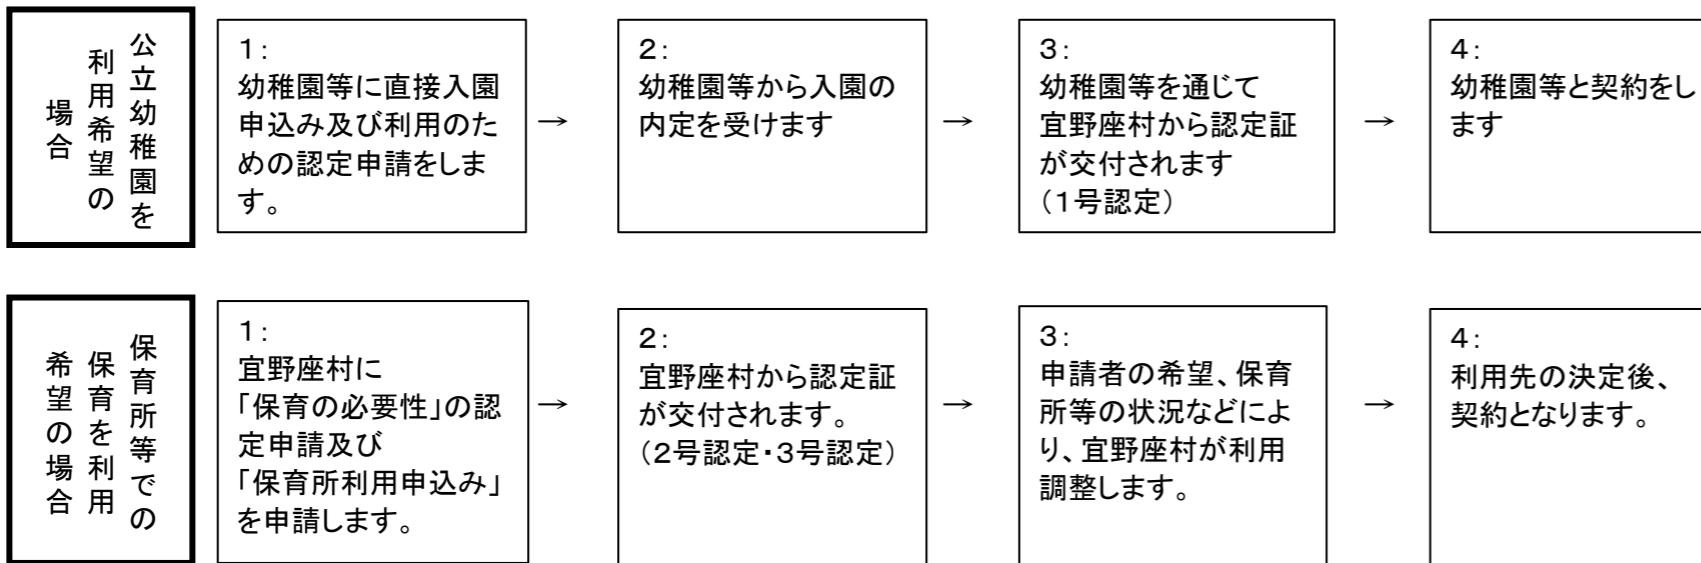 公立幼稚園を
利用希望の
場合
1：
幼稚園等に直接入園
申込み及び利用のた
めの認定申請をしま
す。
→
2：
幼稚園等から入園の
内定を受けます
→
3：
幼稚園等を通じて
宜野座村から認定証
が交付されます
（１号認定）
→
4：
幼稚園等と契約をし
ます
保育所等での
保育を利用
希望の場合
1：
宜野座村に
「保育の必要性」の認
定申請及び
「保育所利用申込み」
を申請します。
→
2：
宜野座村から認定証
が交付されます。
（２号認定・３号認定）
→
3：
申請者の希望、保育
所等の状況などによ
り、宜野座村が利用
調整します。
→
4：
利用先の決定後、
契約となります。